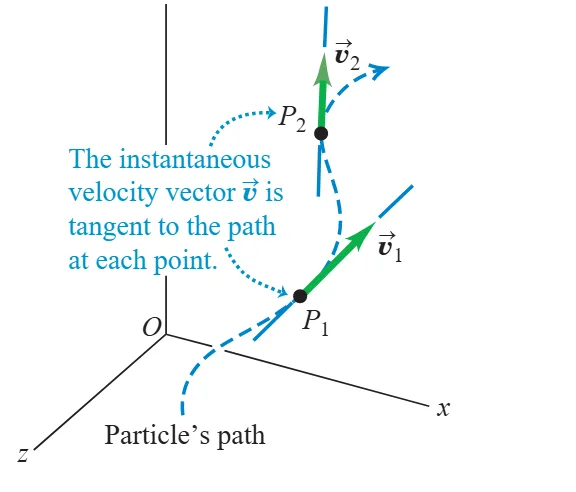 v⃗₂
P₂
The instantaneous
velocity vector v⃗ is
tangent to the path
at each point.
v⃗₁
O
P₁
x
Particle’s path
z